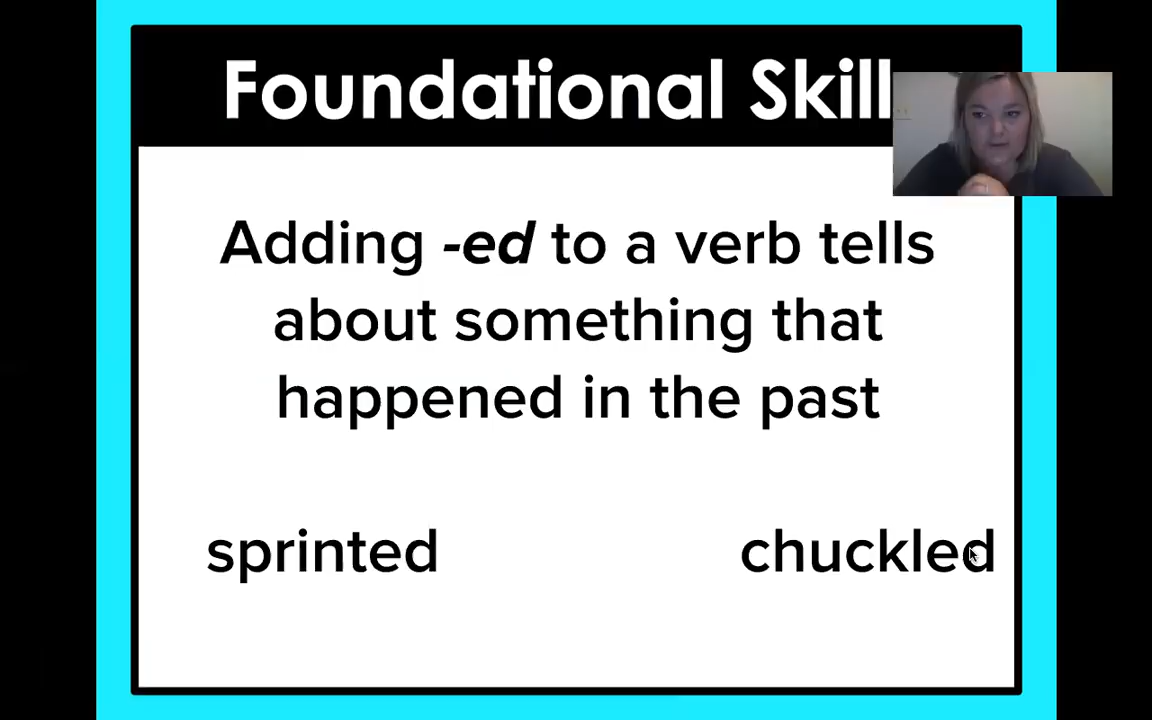 Foundational Skill
Adding -ed to a verb tells
about something that
happened in the past
sprinted chuckled